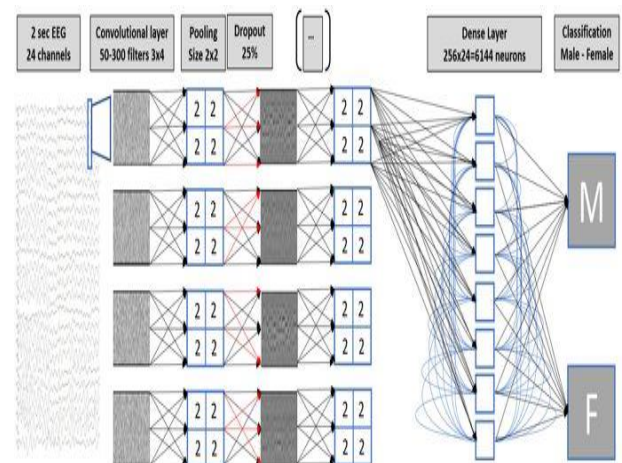 2 sec EEG
24 channels
Convolutional layer
50-300 filters 3x4
Pooling
Size 2x2
Dropout
25%
( ... )
Dense Layer
256x24=6144 neurons
Classification
Male - Female
2 2 2 2
2 2 2 2
M
2 2 2 2
2 2 2 2
2 2 2 2
2 2 2 2
F
2 2 2 2
2 2 2 2